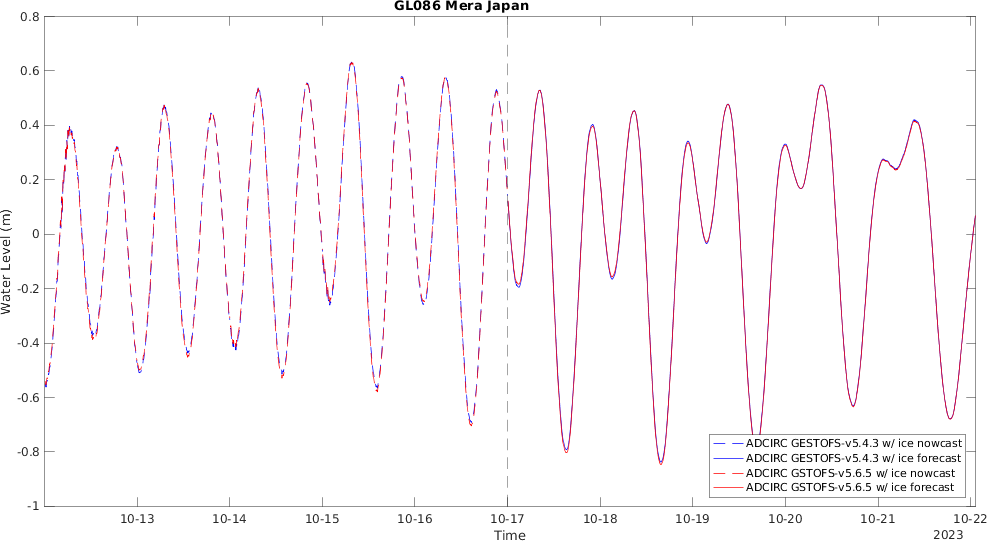 GL086 Mera Japan
0.8
0.6
0.4
0.2
0
-0.2
-0.4
-0.6
-0.8
-1
Water Level (m)
ADCIRC GESTOFS-v5.4.3 w/ ice nowcast
ADCIRC GESTOFS-v5.4.3 w/ ice forecast
ADCIRC GSTOFS-v5.6.5 w/ ice nowcast
ADCIRC GSTOFS-v5.6.5 w/ ice forecast
10-13 10-14 10-15 10-16 10-17 10-18 10-19 10-20 10-21 10-22
Time
2023